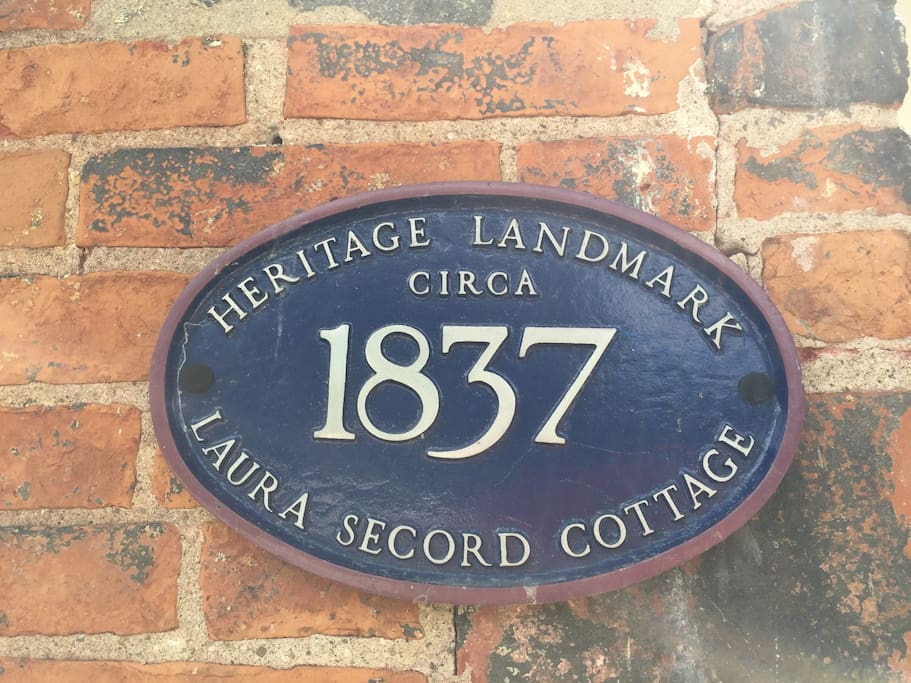 HERITAGE LANDMARK
CIRCA
1837
LAURA SECORD COTTAGE